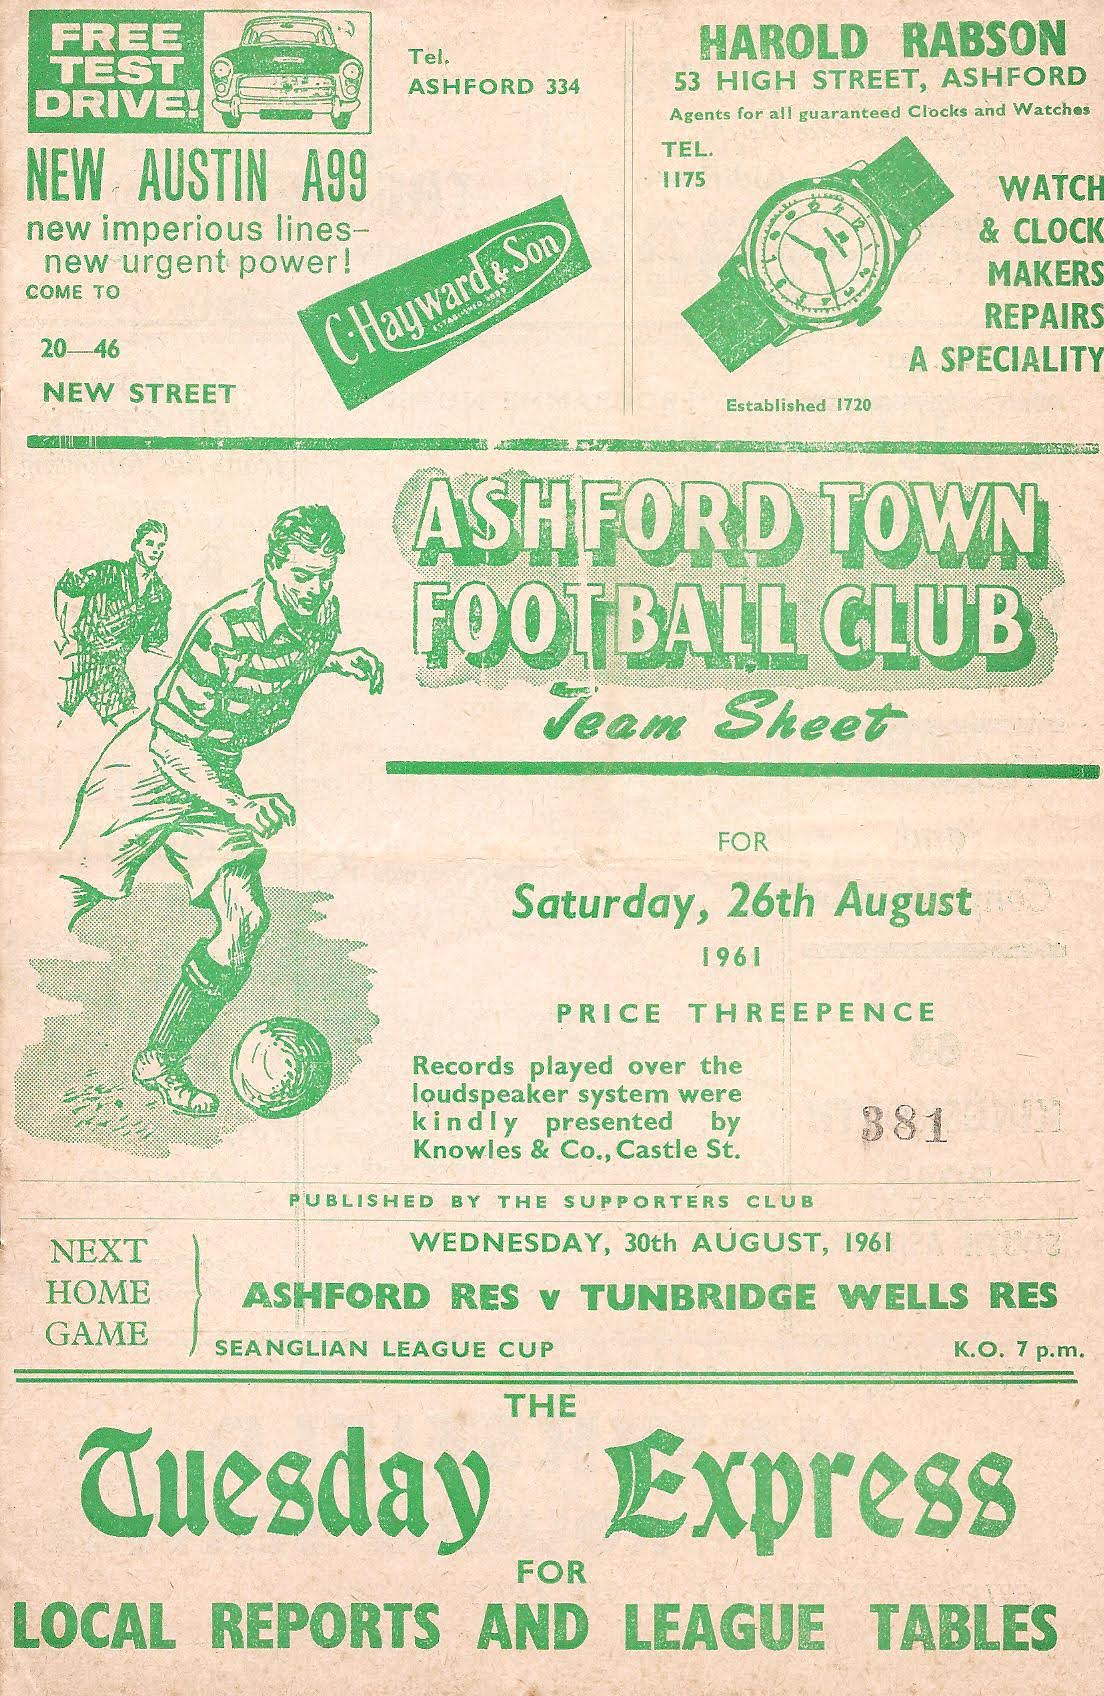 FREE
TEST
DRIVE!
NEW AUSTIN A99
new imperious lines—
new urgent power!
COME TO
20—46
NEW STREET
Tel.
ASHFORD 334
C. Hayward & Son
ESTABLISHED
HAROLD RABSON
53 HIGH STREET, ASHFORD
Agents for all guaranteed Clocks and Watches
TEL.
1175
WATCH
& CLOCK
MAKERS
REPAIRS
A SPECIALITY
Established 1720
ASHFORD TOWN
FOOTBALL CLUB
Team Sheet
FOR
Saturday, 26th August
1961
PRICE THREEPENCE
Records played over the
loudspeaker system were
kindly presented by
Knowles & Co., Castle St.
381
PUBLISHED BY THE SUPPORTERS CLUB
NEXT
HOME
GAME
WEDNESDAY, 30th AUGUST, 1961
ASHFORD RES v TUNBRIDGE WELLS RES
SEANGLIAN LEAGUE CUP K.O. 7 p.m.
THE
Tuesday Express
FOR
LOCAL REPORTS AND LEAGUE TABLES